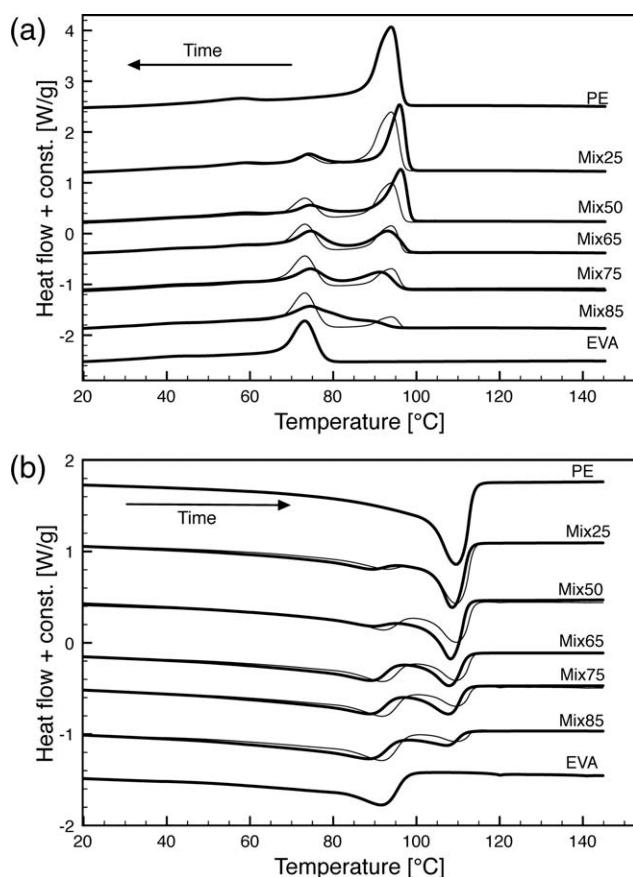 (a)
Heat flow + const. [W/g]
4
3
2
1
0
-1
-2
Time
PE
Mix25
Mix50
Mix65
Mix75
Mix85
EVA
20 40 60 80 100 120 140
Temperature [°C]
(b)
Heat flow + const. [W/g]
2
1
0
-1
-2
Time
PE
Mix25
Mix50
Mix65
Mix75
Mix85
EVA
20 40 60 80 100 120 140
Temperature [°C]